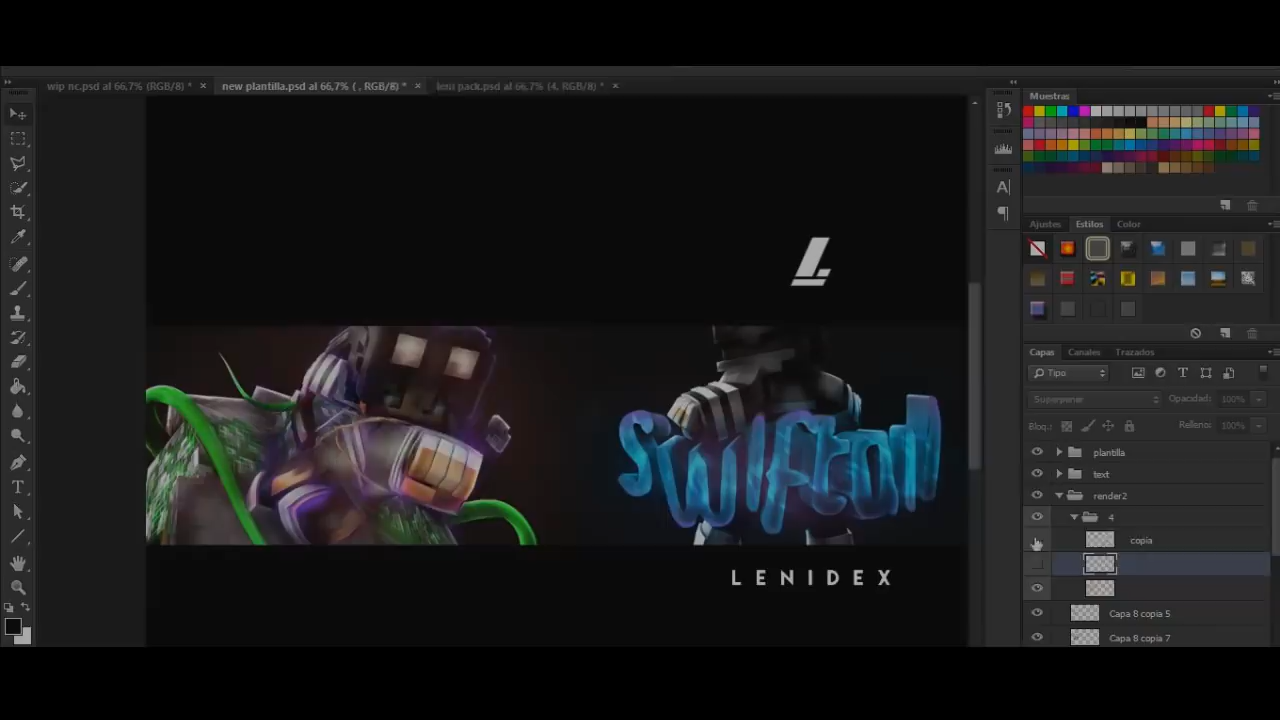 wip nc.psd al 66,7% (RGB/8) * ×
new plantilla.psd al 66,7% ( , RGB/8) * ×
leni pack.psd al 66,7% (4, RGB/8) * ×
Muestras
Ajustes Estilos Color
Capas Canales Trazados
Tipo
Superponer Opacidad: 100%
Bloq.: Relleno: 100%
plantilla
text
render2
4
copia
Capa 8 copia 5
Capa 8 copia 7
L
swifton
LENIDEX